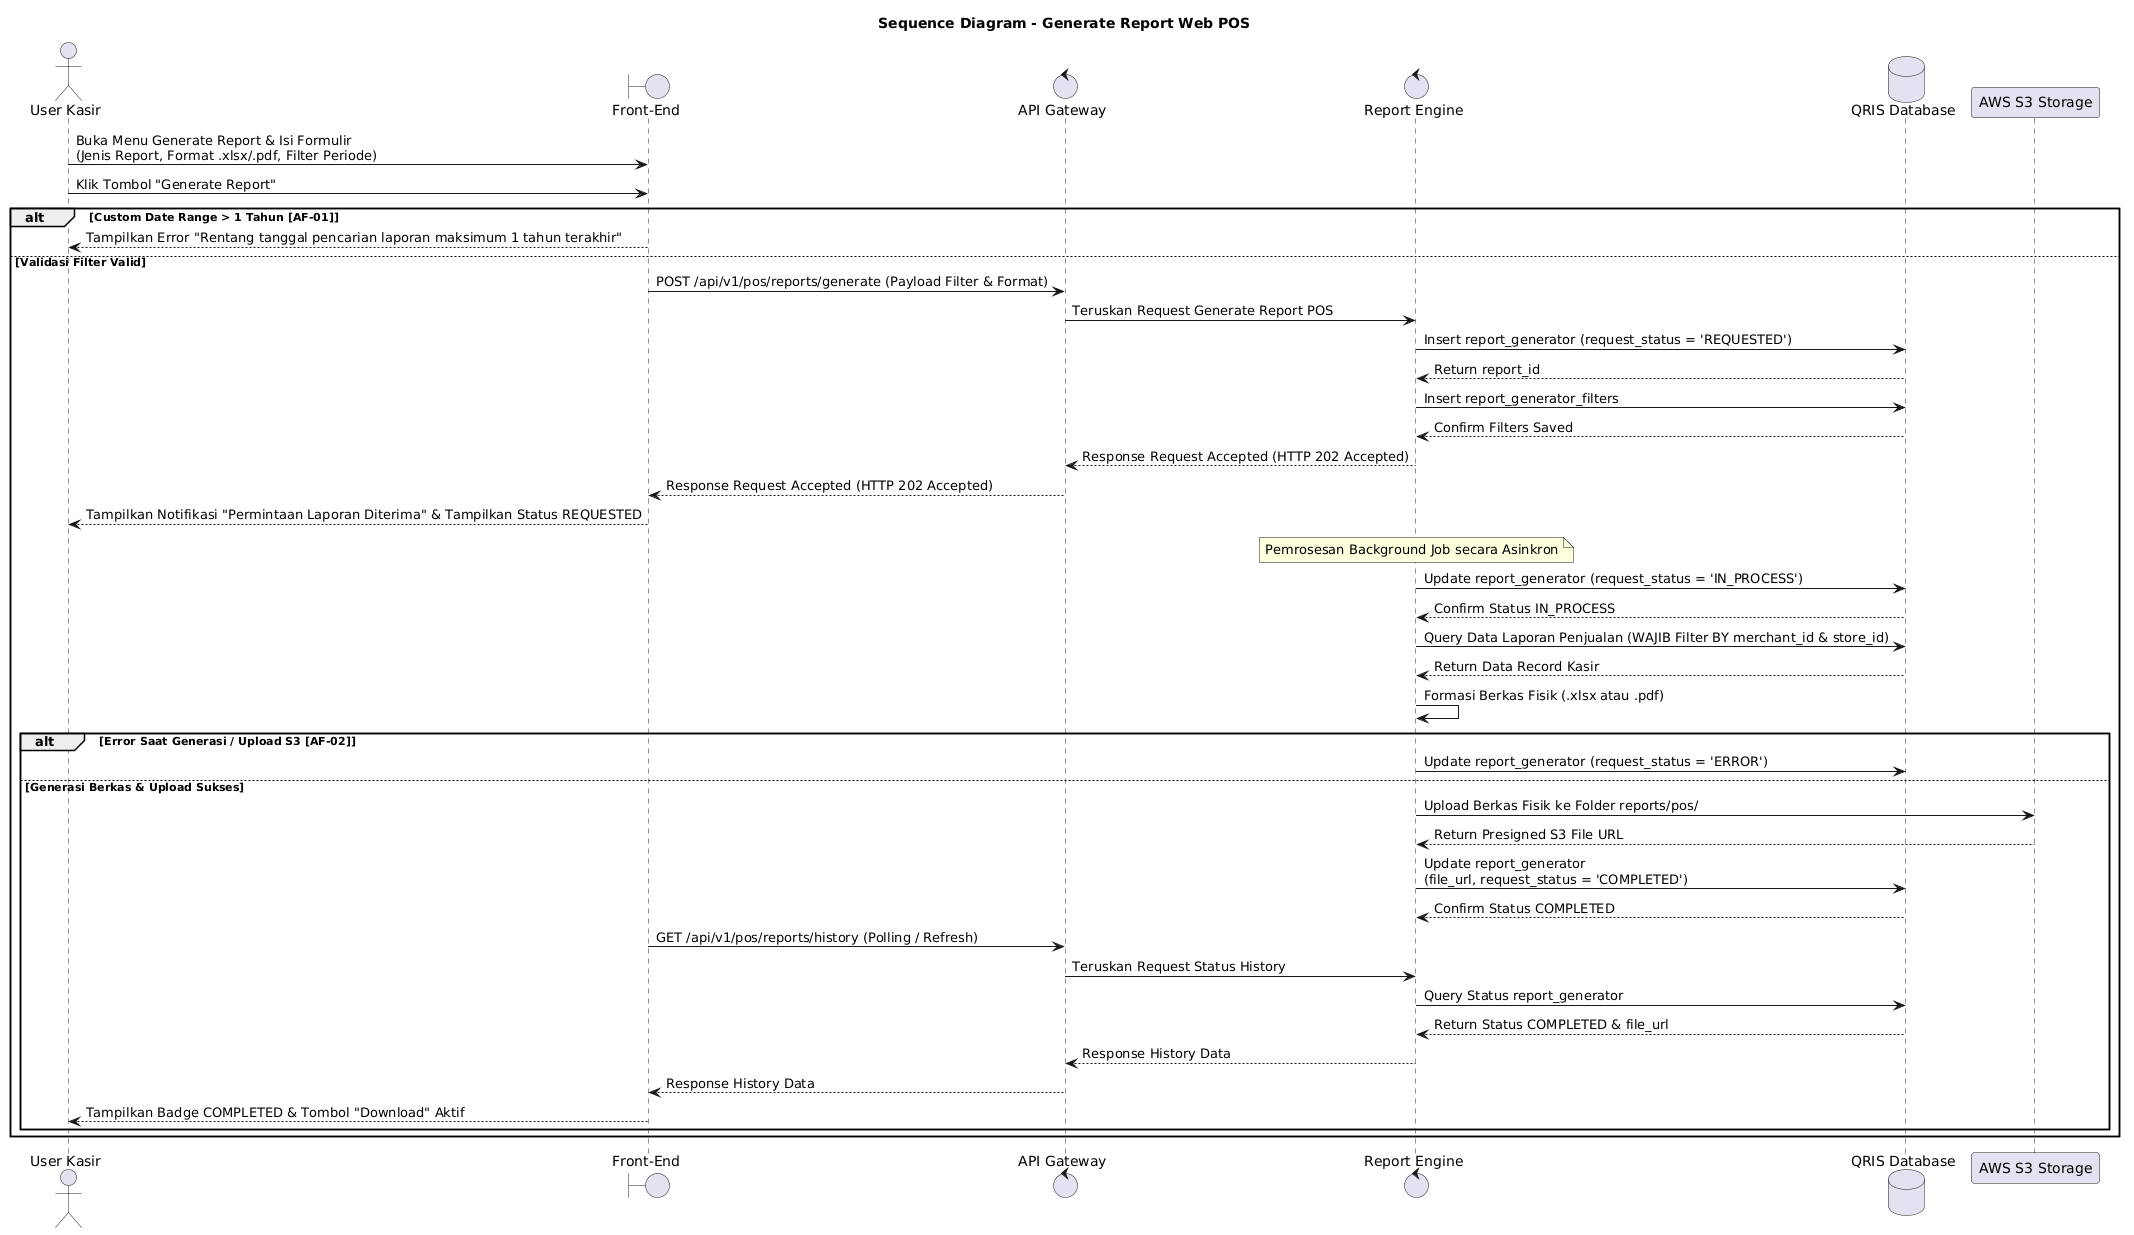 Sequence Diagram - Generate Report Web POS
User Kasir
Front-End
API Gateway
Report Engine
QRIS Database
AWS S3 Storage
Buka Menu Generate Report & Isi Formulir
(Jenis Report, Format .xlsx/.pdf, Filter Periode)
Klik Tombol "Generate Report"
alt
[Custom Date Range > 1 Tahun [AF-01]]
Tampilkan Error "Rentang tanggal pencarian laporan maksimum 1 tahun terakhir"
[Validasi Filter Valid]
POST /api/v1/pos/reports/generate (Payload Filter & Format)
Teruskan Request Generate Report POS
Insert report_generator (request_status = 'REQUESTED')
Return report_id
Insert report_generator_filters
Confirm Filters Saved
Response Request Accepted (HTTP 202 Accepted)
Response Request Accepted (HTTP 202 Accepted)
Tampilkan Notifikasi "Permintaan Laporan Diterima" & Tampilkan Status REQUESTED
Pemrosesan Background Job secara Asinkron
Update report_generator (request_status = 'IN_PROCESS')
Confirm Status IN_PROCESS
Query Data Laporan Penjualan (WAJIB Filter BY merchant_id & store_id)
Return Data Record Kasir
Formasi Berkas Fisik (.xlsx atau .pdf)
alt
[Error Saat Generasi / Upload S3 [AF-02]]
Update report_generator (request_status = 'ERROR')
[Generasi Berkas & Upload Sukses]
Upload Berkas Fisik ke Folder reports/pos/
Return Presigned S3 File URL
Update report_generator
(file_url, request_status = 'COMPLETED')
Confirm Status COMPLETED
GET /api/v1/pos/reports/history (Polling / Refresh)
Teruskan Request Status History
Query Status report_generator
Return Status COMPLETED & file_url
Response History Data
Response History Data
Tampilkan Badge COMPLETED & Tombol "Download" Aktif
User Kasir
Front-End
API Gateway
Report Engine
QRIS Database
AWS S3 Storage